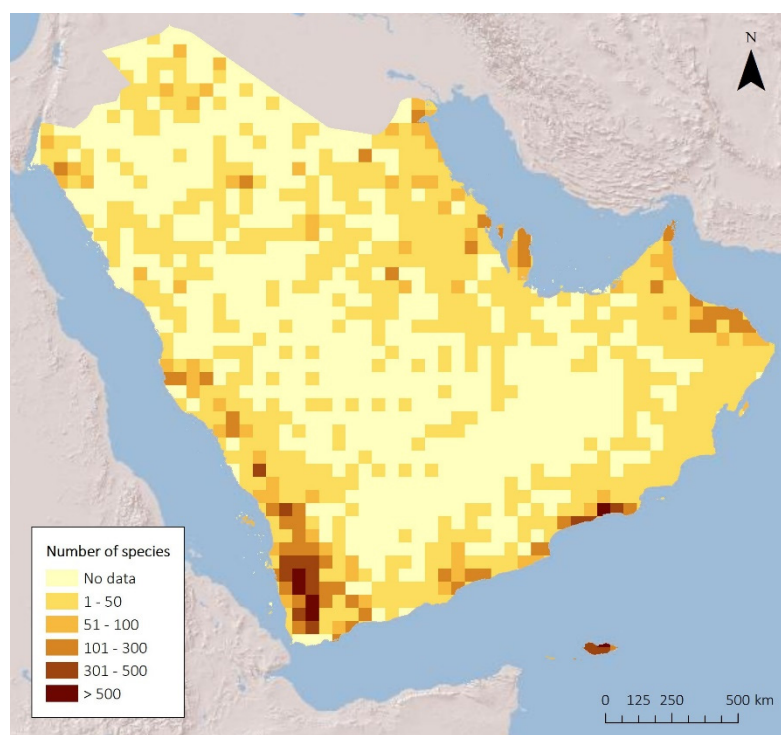 N
Number of species
No data
1 - 50
51 - 100
101 - 300
301 - 500
> 500
0 125 250 500 km